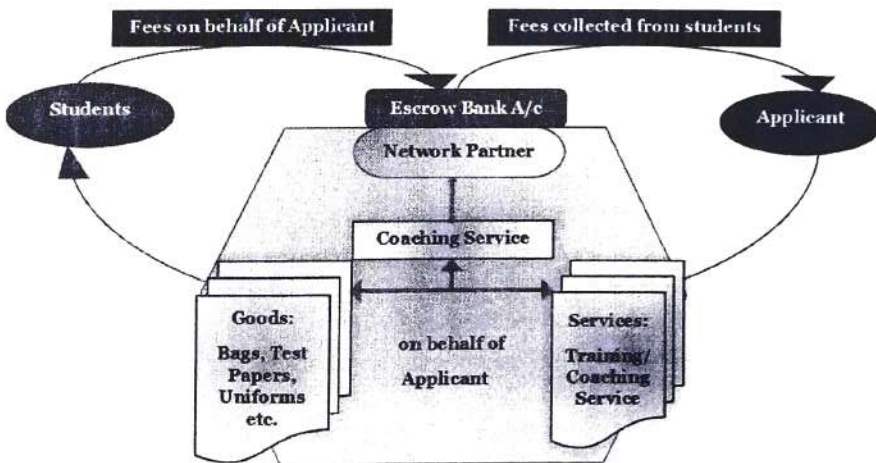 Fees on behalf of Applicant
Fees collected from students
Students
Escrow Bank A/c
Applicant
Network Partner
Coaching Service
Goods:
Bags, Test
Papers,
Uniforms
etc.
on behalf of
Applicant
Services:
Training/
Coaching
Service